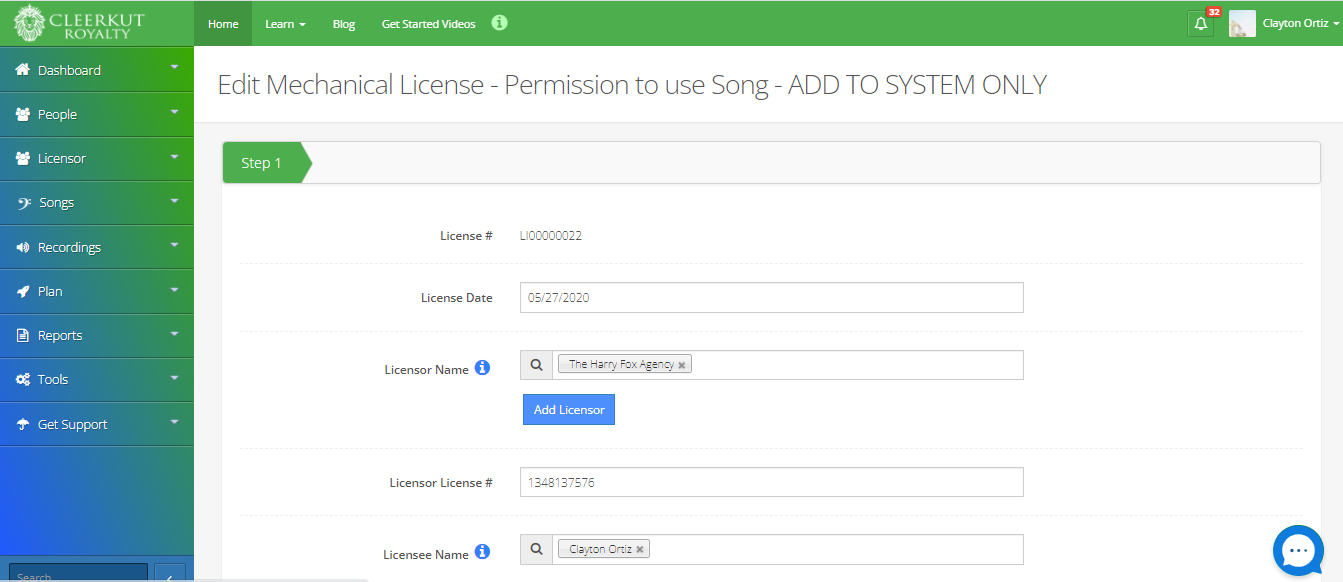 CLEERKUT
ROYALTY
Home
Learn
Blog
Get Started Videos
32
Clayton Ortiz
Dashboard
People
Licensor
Songs
Recordings
Plan
Reports
Tools
Get Support
Search
Edit Mechanical License - Permission to use Song - ADD TO SYSTEM ONLY
Step 1
License #
LI00000022
License Date
05/27/2020
Licensor Name
The Harry Fox Agency
Add Licensor
Licensor License #
1348137576
Licensee Name
Clayton Ortiz